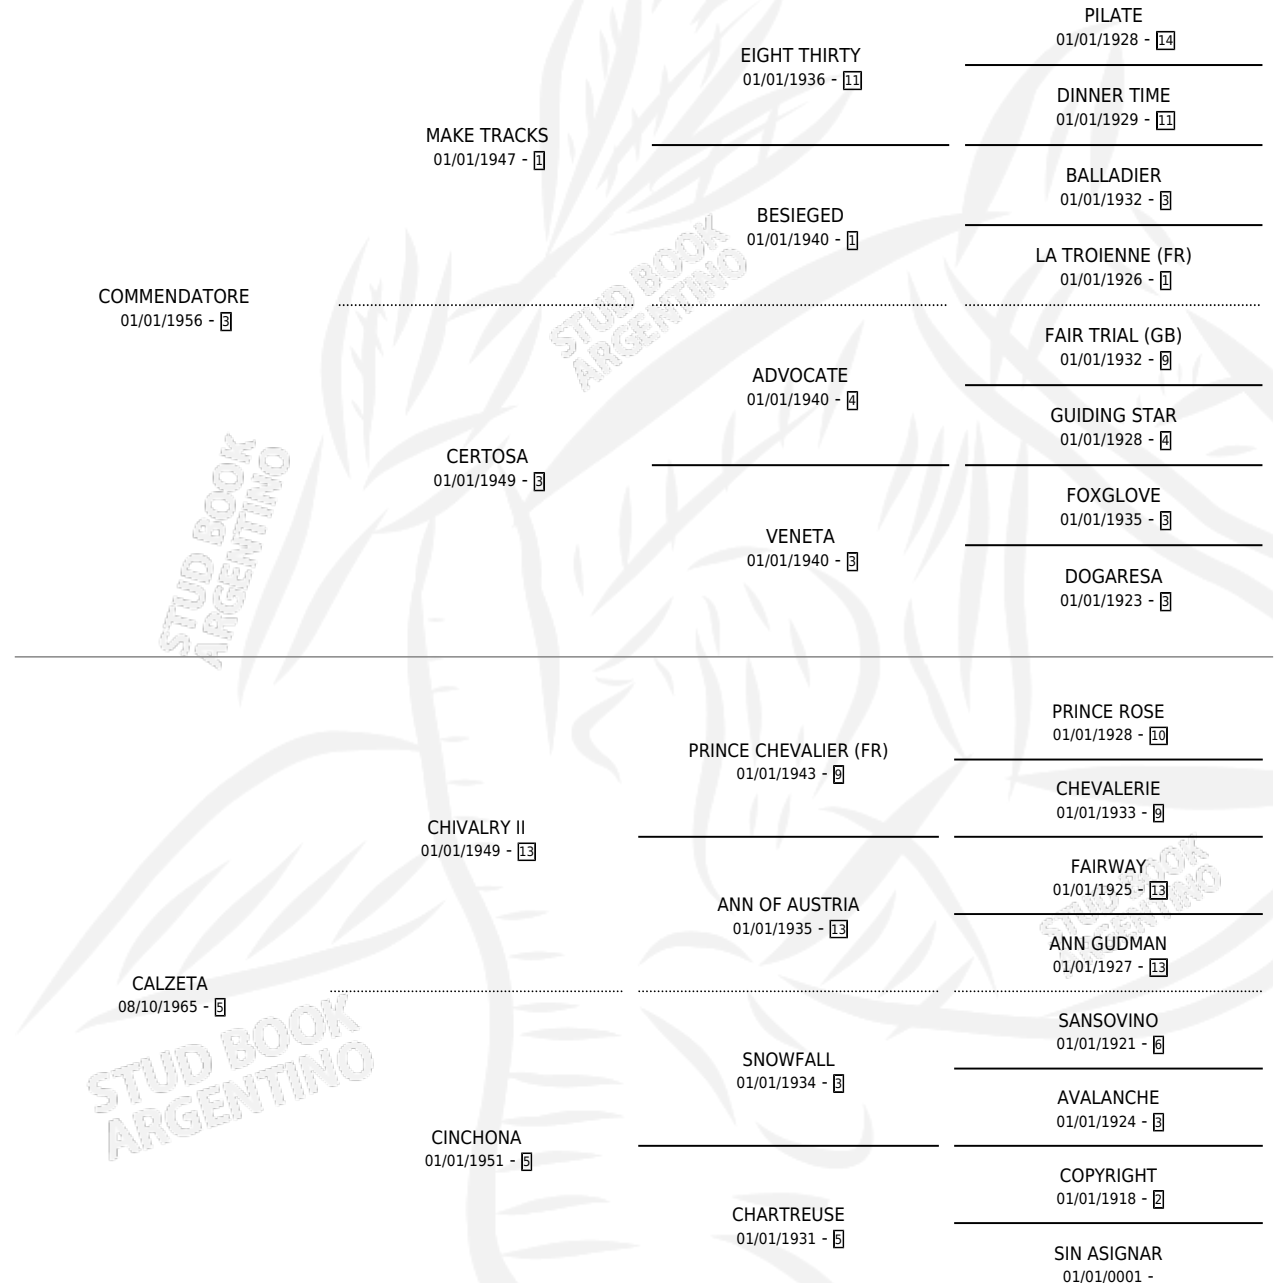 PILATE
01/01/1928 - 14
EIGHT THIRTY
01/01/1936 - 11
DINNER TIME
01/01/1929 - 11
MAKE TRACKS
01/01/1947 - 1
BALLADIER
01/01/1932 - 3
BESIEGED
01/01/1940 - 1
LA TROIENNE (FR)
01/01/1926 - 1
COMMENDATORE
01/01/1956 - 3
STUD BOOK
ARGENTINO
FAIR TRIAL (GB)
01/01/1932 - 9
ADVOCATE
01/01/1940 - 4
GUIDING STAR
01/01/1928 - 4
CERTOSA
01/01/1949 - 3
FOXGLOVE
01/01/1935 - 3
VENETA
01/01/1940 - 3
DOGARESA
01/01/1923 - 3
STUD BOOK
ARGENTINO
PRINCE ROSE
01/01/1928 - 10
PRINCE CHEVALIER (FR)
01/01/1943 - 9
CHEVALERIE
01/01/1933 - 9
CHIVALRY II
01/01/1949 - 13
FAIRWAY
01/01/1925 - 13
ANN OF AUSTRIA
01/01/1935 - 13
STUD BOOK
ARGENTINO
ANN GUDMAN
01/01/1927 - 13
CALZETA
08/10/1965 - 5
SANSOVINO
01/01/1921 - 6
SNOWFALL
01/01/1934 - 3
AVALANCHE
01/01/1924 - 3
STUD BOOK
ARGENTINO
CINCHONA
01/01/1951 - 5
COPYRIGHT
01/01/1918 - 2
CHARTREUSE
01/01/1931 - 5
SIN ASIGNAR
01/01/0001 -